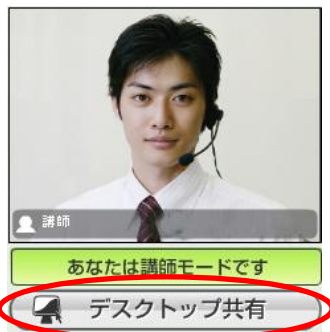 講師
あなたは講師モードです
デスクトップ共有